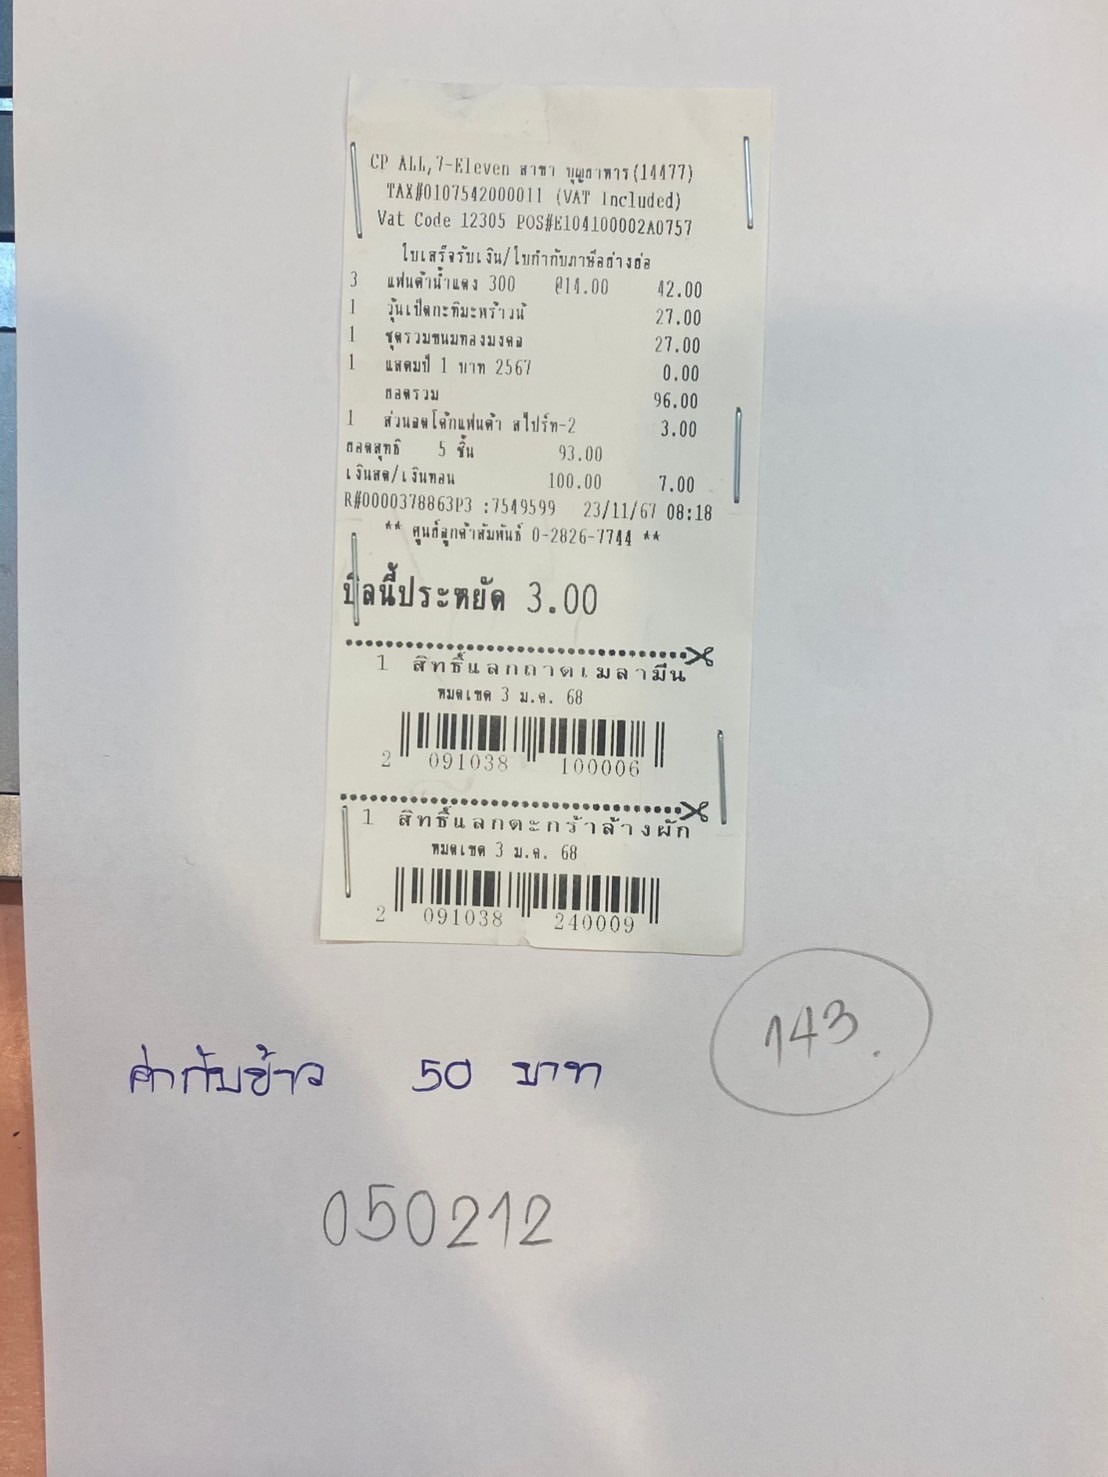 CP ALL,7-Eleven สาขา บุญธาหาร(14477)
TAX#0107542000011 (VAT Included)
Vat Code 12305 POS#E104100002A0757
ใบเสร็จรับเงิน/ใบกำกับภาษีอย่างย่อ
3 แฟนต้าน้ำแดง 300 @14.00 42.00
1 วุ้นเป็ดกะทิมะพร้าวน้ 27.00
1 ชุดรวมขนมทองมงคล 27.00
1 แสตมป์ 1 บาท 2567 0.00
ยอดรวม 96.00
1 ส่วนลดโค้กแฟนต้า สไปร์ท-2 3.00
ยอดสุทธิ 5 ชิ้น 93.00
เงินสด/เงินทอน 100.00 7.00
R#0000378863P3 :7549599 23/11/67 08:18
** ศูนย์ลูกค้าสัมพันธ์ 0-2826-7744 **
บิลนี้ประหยัด 3.00
1 สิทธิ์แลกถาดเมลามีน
หมดเขต 3 ม.ค. 68
2 091038 100006
1 สิทธิ์แลกตะกร้าล้างผัก
หมดเขต 3 ม.ค. 68
2 091038 240009
143.
ค่ากับข้าว 50 บาท
050212